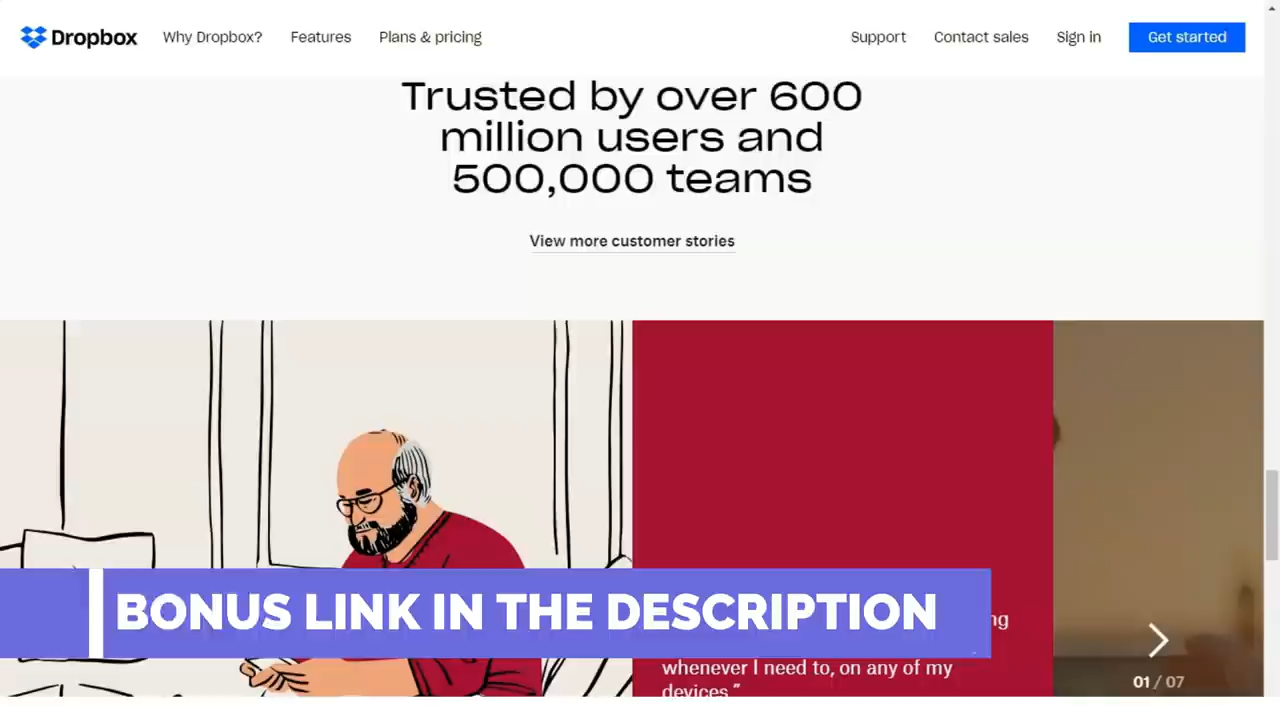 Dropbox Why Dropbox? Features Plans & pricing Support Contact sales Sign in Get started
Trusted by over 600
million users and
500,000 teams
View more customer stories
BONUS LINK IN THE DESCRIPTION
whenever I need to, on any of my
devices."
01 / 07